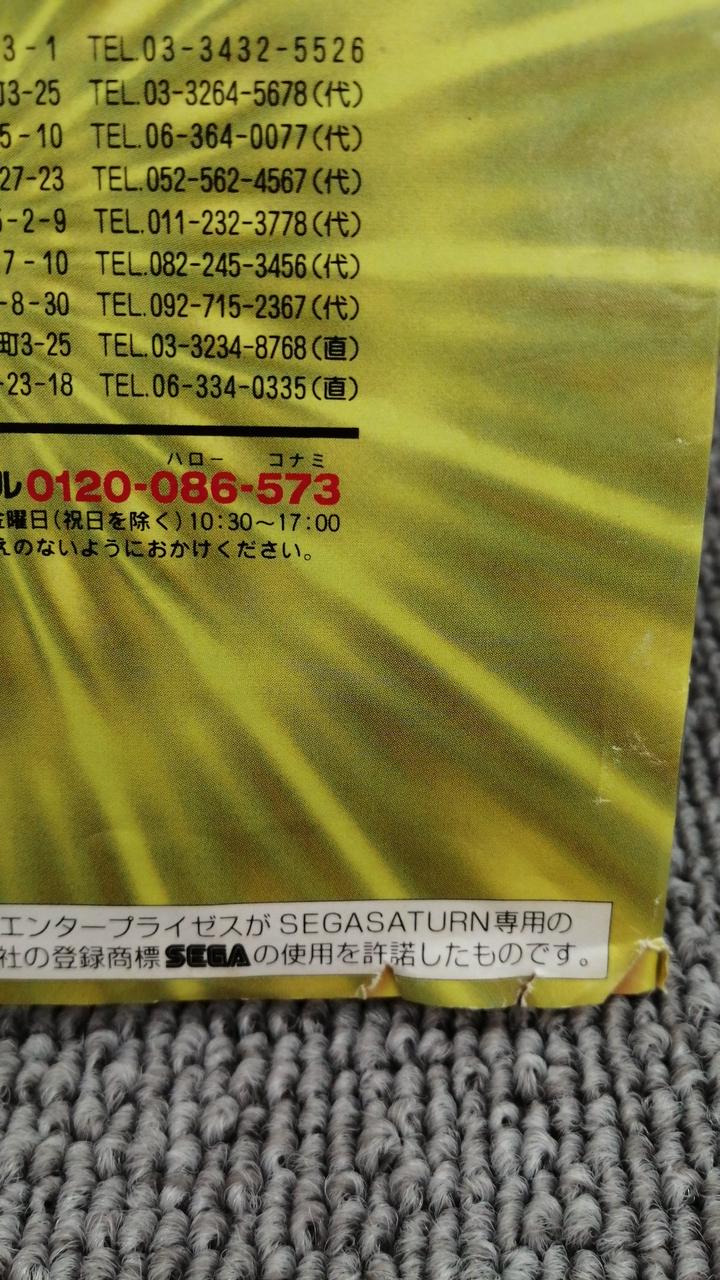 3-1 TEL.03-3432-5526
町3-25 TEL.03-3264-5678(代)
5-10 TEL.06-364-0077(代)
27-23 TEL.052-562-4567(代)
5-2-9 TEL.011-232-3778(代)
7-10 TEL.082-245-3456(代)
-8-30 TEL.092-715-2367(代)
町3-25 TEL.03-3234-8768(直)
-23-18 TEL.06-334-0335(直)
ハロー コナミ
ル0120-086-573
金曜日(祝日を除く)10:30~17:00
えのないようにおかけください。
エンタープライゼスが SEGASATURN専用の
社の登録商標SEGAの使用を許諾したものです。